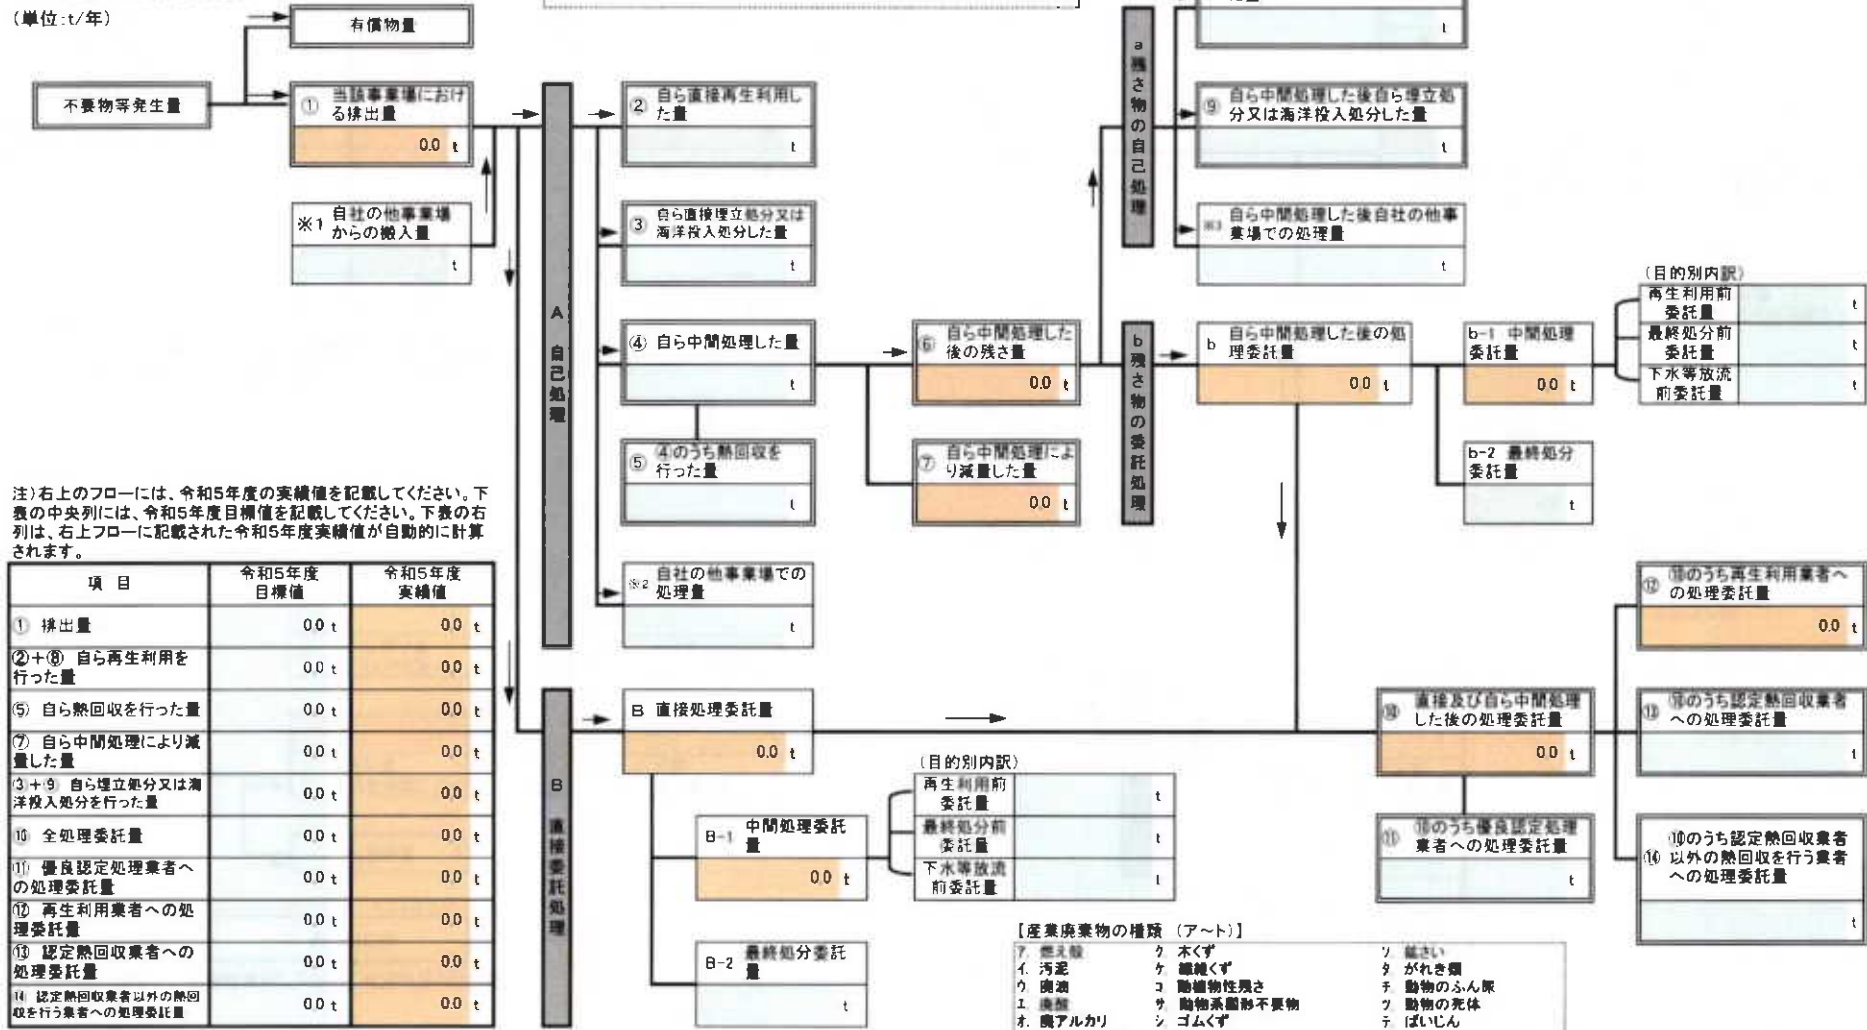 (単位:t/年)
有償物量
不要物等発生量
① 当該事業場におけ
る排出量
0.0 t
※1 自社の他事業場
からの搬入量
t
A 自己処理
② 自ら直接再生利用し
た量
t
③ 自ら直接埋立処分又は
海洋投入処分した量
t
④ 自ら中間処理した量
t
⑤ ④のうち熱回収を
行った量
t
※2 自社の他事業場での
処理量
t
⑥ 自ら中間処理した
後の残さ量
0.0 t
⑦ 自ら中間処理によ
り減量した量
0.0 t
a 残さ物の自己処理
t
⑨ 自ら中間処理した後自ら埋立処
分又は海洋投入処分した量
t
※3 自ら中間処理した後自社の他事
業場での処理量
t
b 残さ物の委託処理
b 自ら中間処理した後の処
理委託量
0.0 t
b-1 中間処理
委託量
0.0 t
(目的別内訳)
再生利用前
委託量 t
最終処分前
委託量 t
下水等放流
前委託量 t
b-2 最終処分
委託量
t
注)右上のフローには、令和5年度の実績値を記載してください。下
表の中央列には、令和5年度目標値を記載してください。下表の右
列は、右上フローに記載された令和5年度実績値が自動的に計算
されます。
項 目 令和5年度
目標値 令和5年度
実績値
① 排出量 0.0 t 0.0 t
②+⑧ 自ら再生利用を
行った量 0.0 t 0.0 t
⑤ 自ら熱回収を行った量 0.0 t 0.0 t
⑦ 自ら中間処理により減
量した量 0.0 t 0.0 t
③+⑨ 自ら埋立処分又は海
洋投入処分を行った量 0.0 t 0.0 t
⑩ 全処理委託量 0.0 t 0.0 t
⑪ 優良認定処理業者へ
の処理委託量 0.0 t 0.0 t
⑫ 再生利用業者への処
理委託量 0.0 t 0.0 t
⑬ 認定熱回収業者への
処理委託量 0.0 t 0.0 t
⑭ 認定熱回収業者以外の熱回
収を行う業者への処理委託量 0.0 t 0.0 t
B 直接委託処理
B 直接処理委託量
0.0 t
B-1 中間処理委託
量
0.0 t
(目的別内訳)
再生利用前
委託量 t
最終処分前
委託量 t
下水等放流
前委託量 t
B-2 最終処分委託
量
t
⑩ 直接及び自ら中間処理
した後の処理委託量
0.0 t
⑪ ⑩のうち優良認定処理
業者への処理委託量
t
⑫ ⑩のうち再生利用業者へ
の処理委託量
0.0 t
⑬ ⑩のうち認定熱回収業者
への処理委託量
t
⑭ ⑩のうち認定熱回収業者
以外の熱回収を行う業者
への処理委託量
t
【産業廃棄物の種類 (ア~ト)】
ア. 燃え殻 ク. 木くず ソ. 鉱さい
イ. 汚泥 ケ. 繊維くず タ. がれき類
ウ. 廃油 コ. 動植物性残さ チ. 動物のふん尿
エ. 廃酸 サ. 動物系固形不要物 ツ. 動物の死体
オ. 廃アルカリ シ. ゴムくず テ. ばいじん